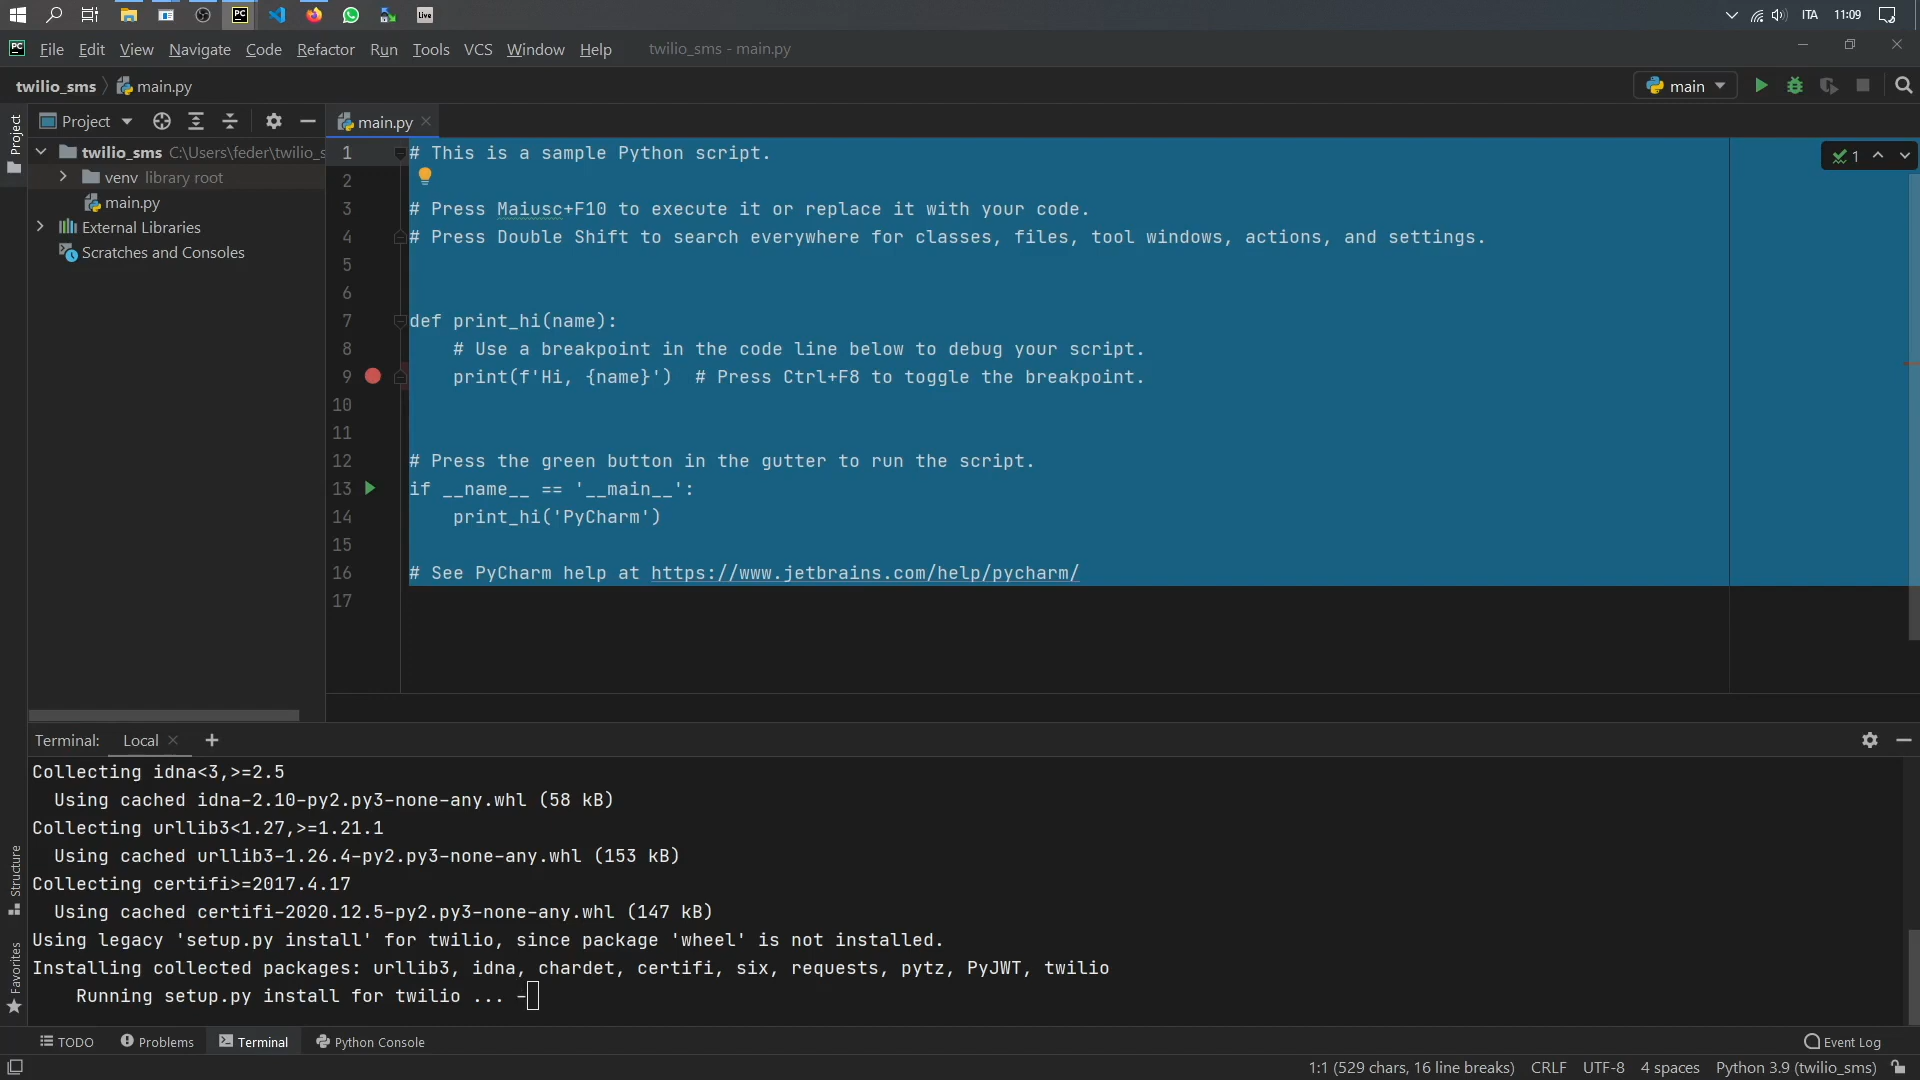 PC
Live
ITA
11:09
PC
File Edit View Navigate Code Refactor Run Tools VCS Window Help
twilio_sms - main.py
twilio_sms
main.py
main
Project
Project
main.py
twilio_sms C:\Users\feder\twilio_s
venv library root
main.py
External Libraries
Scratches and Consoles
1
1 # This is a sample Python script.
2
3 # Press Maiusc+F10 to execute it or replace it with your code.
4 # Press Double Shift to search everywhere for classes, files, tool windows, actions, and settings.
5
6
7 def print_hi(name):
8     # Use a breakpoint in the code line below to debug your script.
9     print(f'Hi, {name}')  # Press Ctrl+F8 to toggle the breakpoint.
10
11
12 # Press the green button in the gutter to run the script.
13 if __name__ == '__main__':
14     print_hi('PyCharm')
15
16 # See PyCharm help at https://www.jetbrains.com/help/pycharm/
17
Terminal: Local
Collecting idna<3,>=2.5
  Using cached idna-2.10-py2.py3-none-any.whl (58 kB)
Collecting urllib3<1.27,>=1.21.1
  Using cached urllib3-1.26.4-py2.py3-none-any.whl (153 kB)
Collecting certifi>=2017.4.17
  Using cached certifi-2020.12.5-py2.py3-none-any.whl (147 kB)
Using legacy 'setup.py install' for twilio, since package 'wheel' is not installed.
Installing collected packages: urllib3, idna, chardet, certifi, six, requests, pytz, PyJWT, twilio
    Running setup.py install for twilio ... -
Structure
Favorites
TODO
Problems
Terminal
Python Console
Event Log
1:1 (529 chars, 16 line breaks) CRLF UTF-8 4 spaces Python 3.9 (twilio_sms)